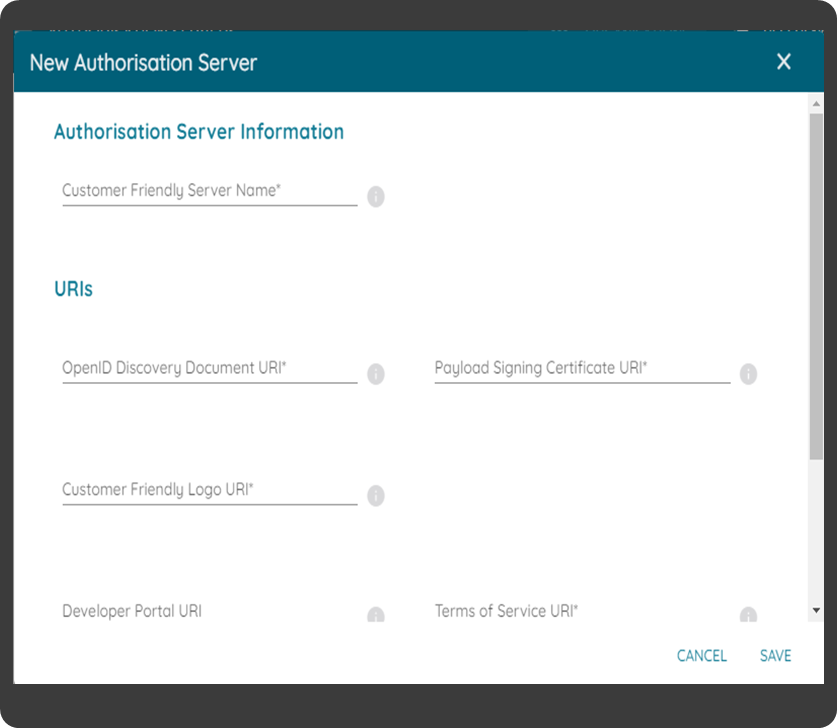 New Authorisation Server X
Authorisation Server Information
Customer Friendly Server Name*
URIs
OpenID Discovery Document URI* Payload Signing Certificate URI*
Customer Friendly Logo URI*
Developer Portal URI Terms of Service URI*
CANCEL SAVE